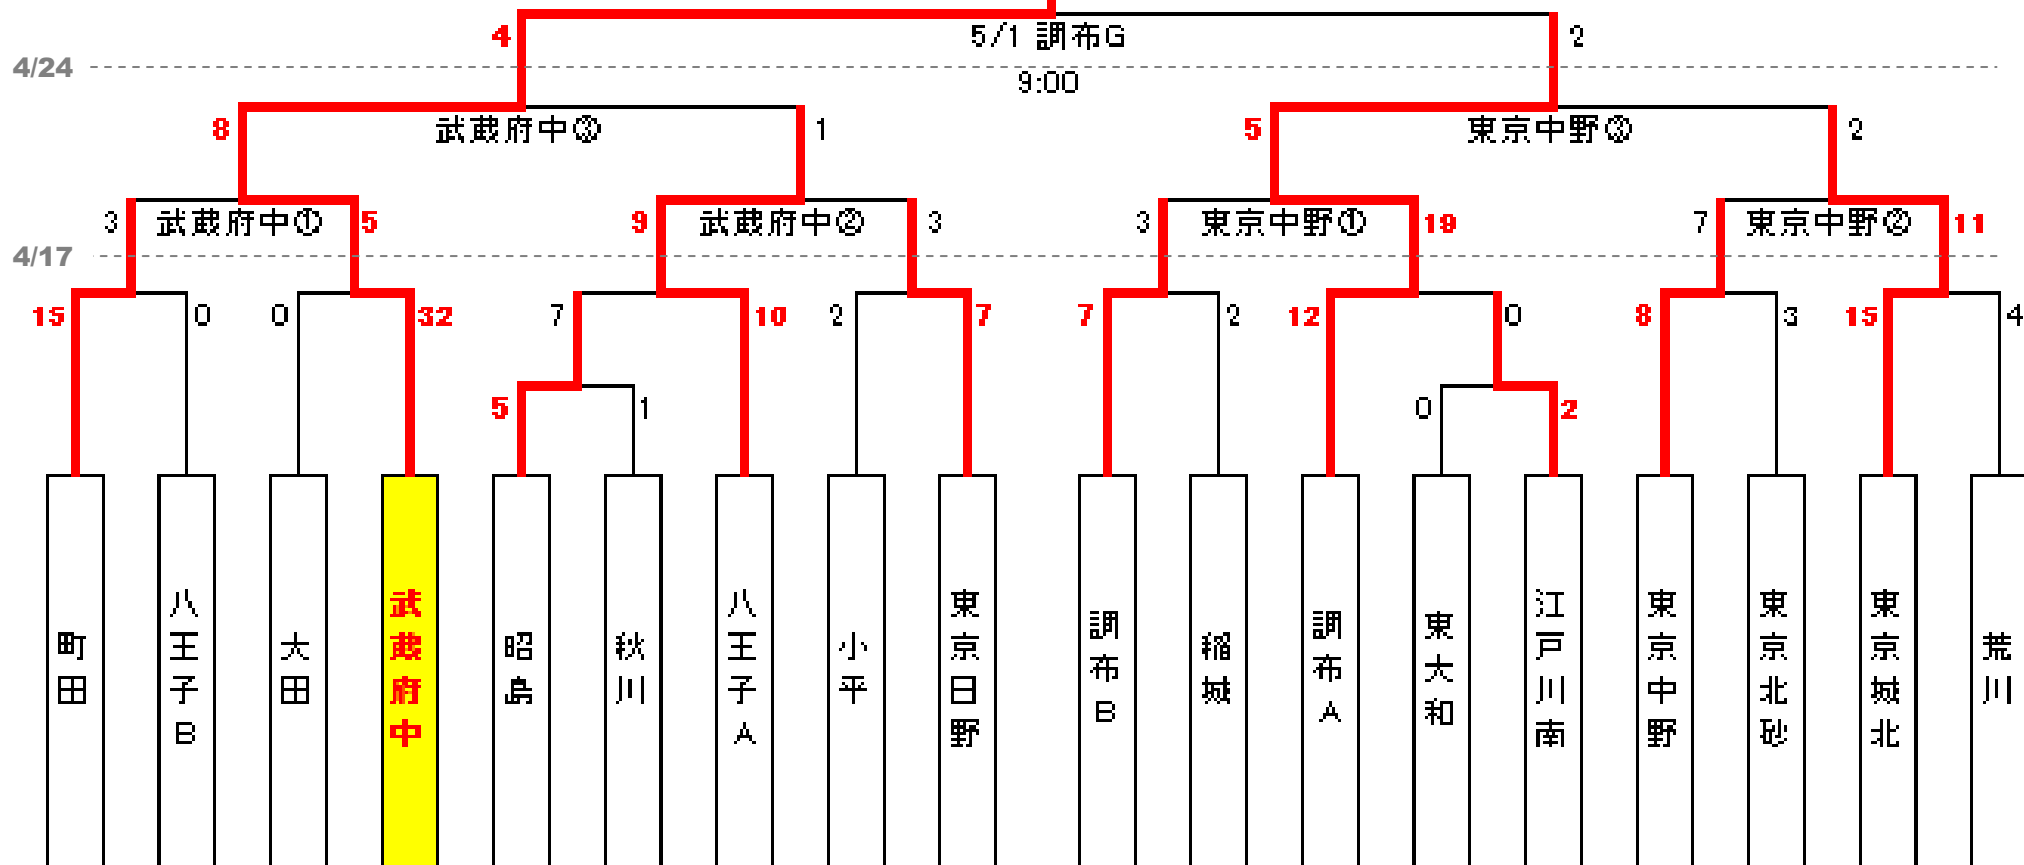 4 5/1 調布G 2
4/24
9:00
8 武蔵府中③ 1 5 東京中野③ 2
3 武蔵府中① 5 9 武蔵府中② 3 3 東京中野① 19 7 東京中野② 11
4/17
15 0 0 32 7 10 2 7 7 2 12 0 8 3 15 4
5 1 0 2
町田
八王子B
大田
武蔵府中
昭島
秋川
八王子A
小平
東京日野
調布B
稲城
調布A
東大和
江戸川南
東京中野
東京北砂
東京城北
荒川